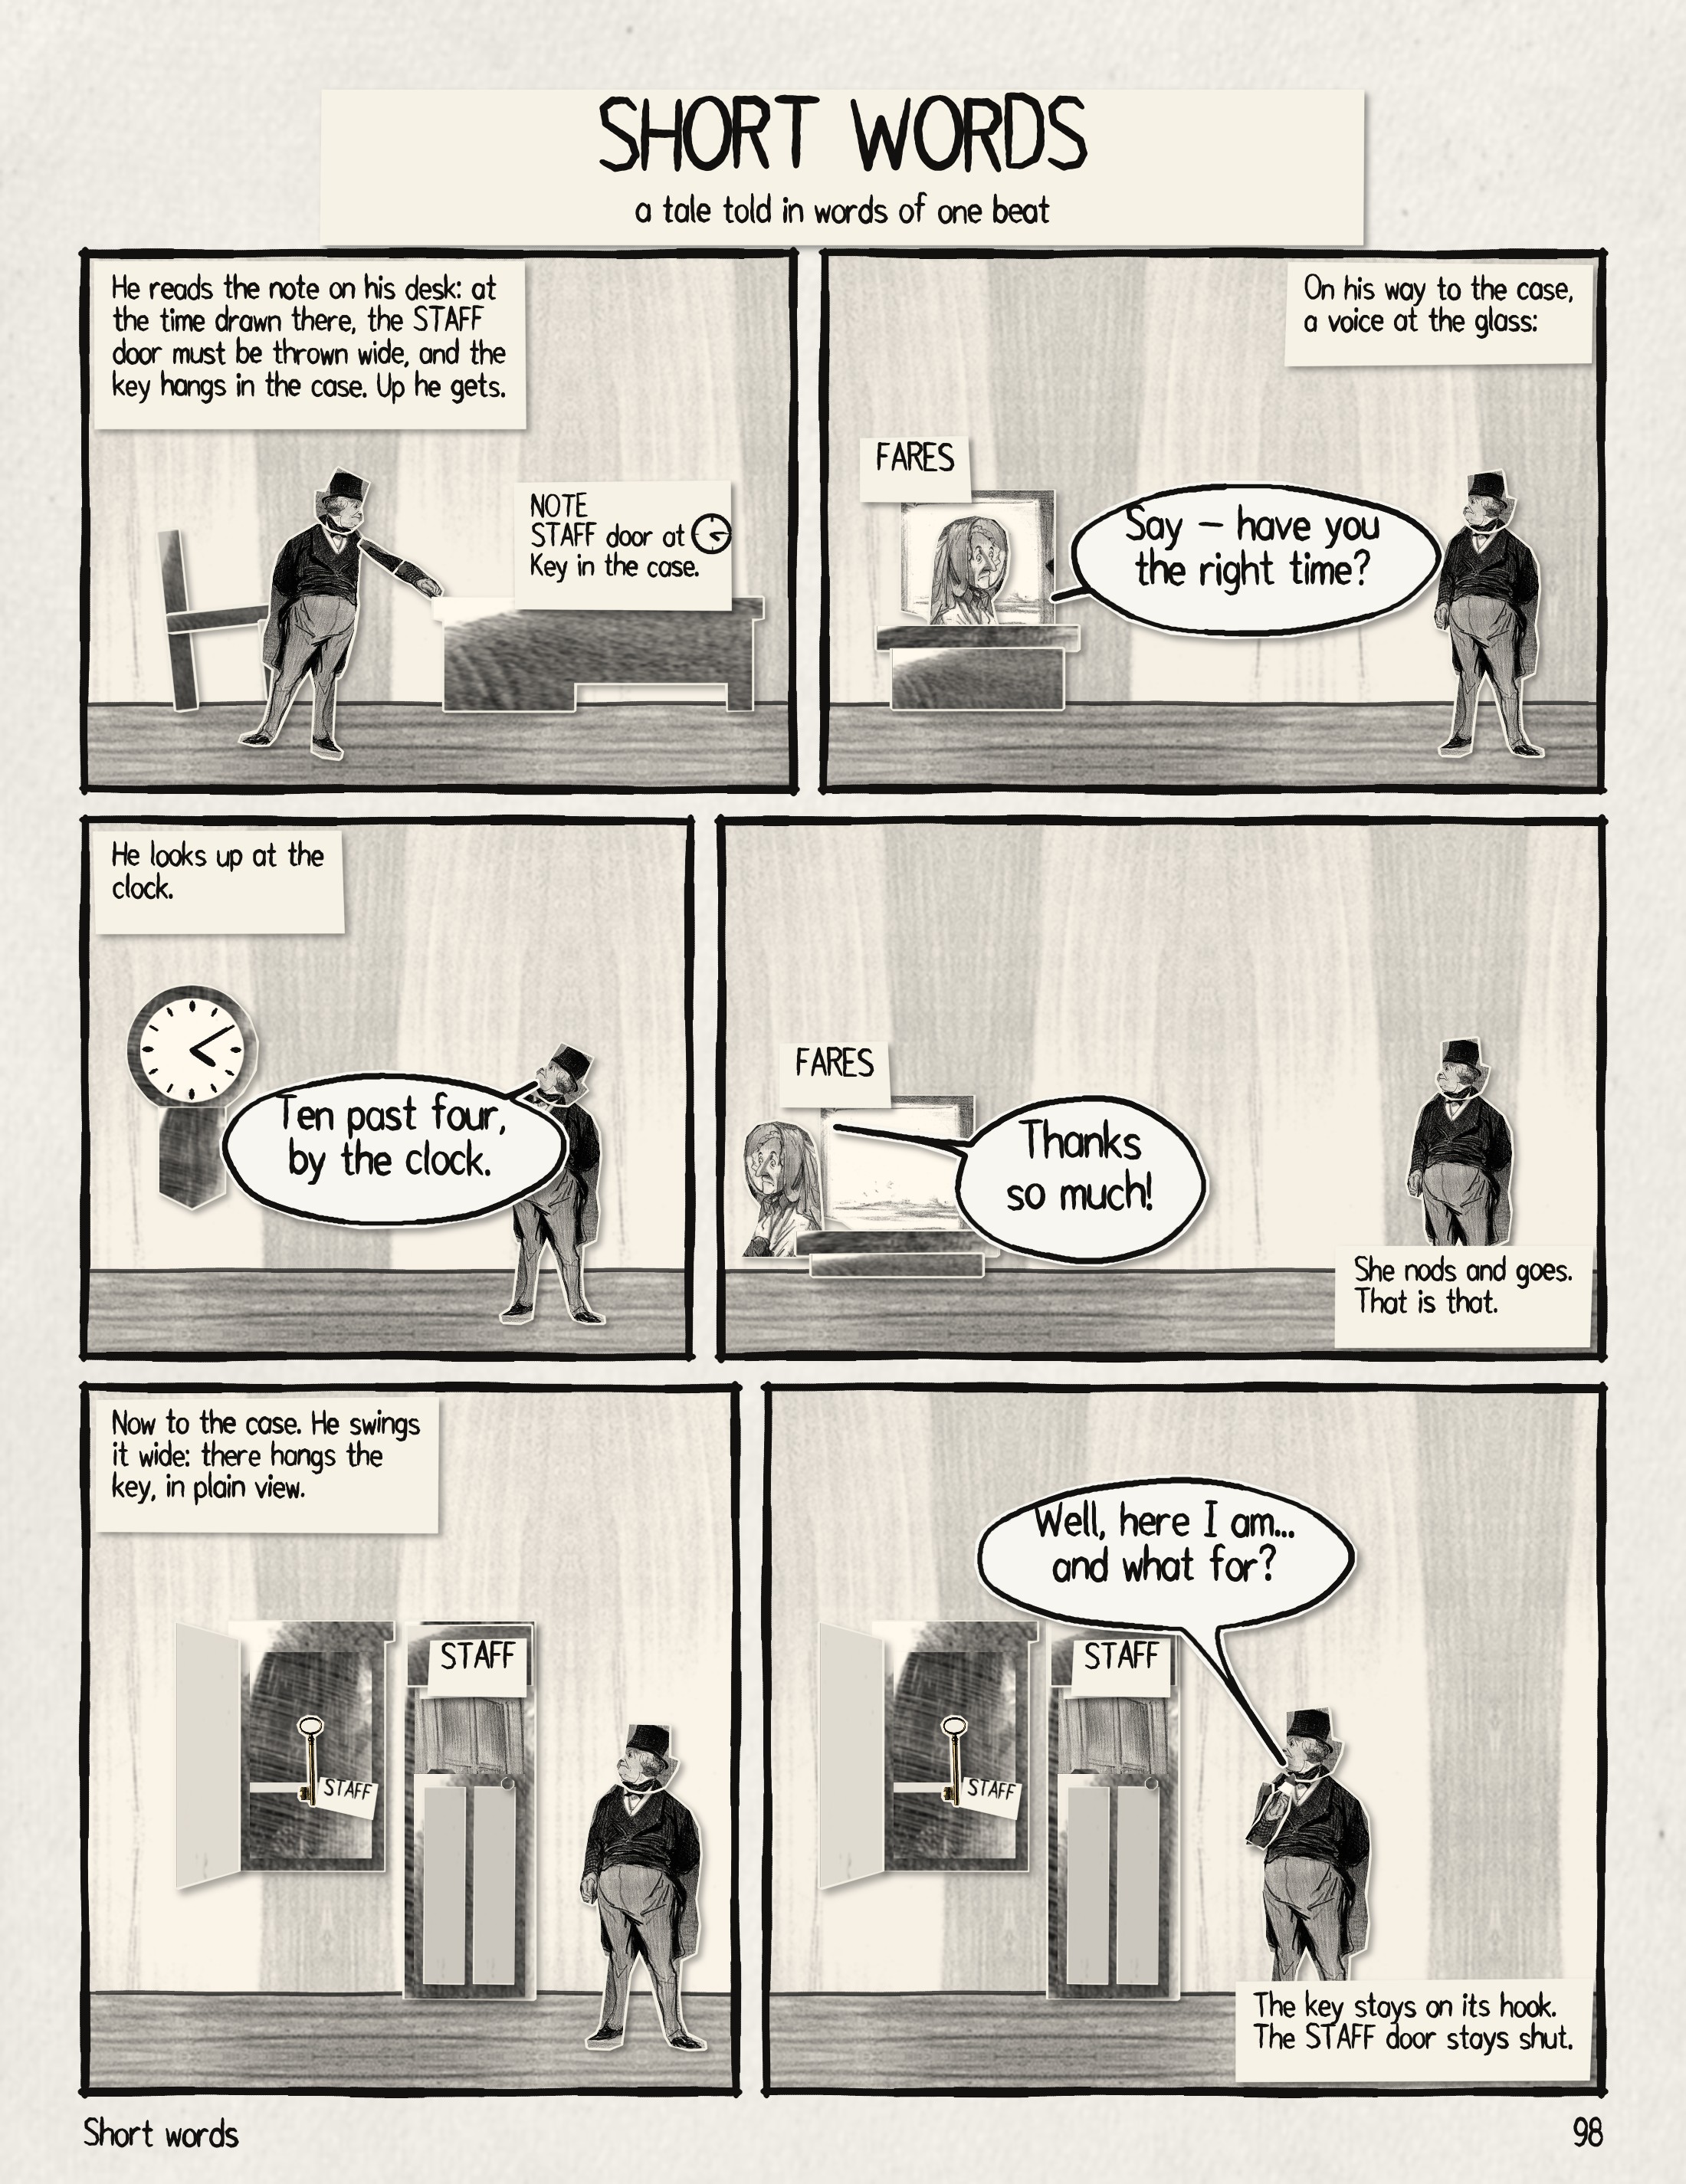 SHORT WORDS
a tale told in words of one beat
He reads the note on his desk: at
the time drawn there, the STAFF
door must be thrown wide, and the
key hangs in the case. Up he gets.
NOTE
STAFF door at
Key in the case.
On his way to the case,
a voice at the glass:
FARES
Say – have you
the right time?
He looks up at the
clock.
Ten past four,
by the clock.
FARES
Thanks
so much!
She nods and goes.
That is that.
Now to the case. He swings
it wide: there hangs the
key, in plain view.
STAFF
STAFF
Well, here I am...
and what for?
STAFF
STAFF
The key stays on its hook.
The STAFF door stays shut.
Short words
98